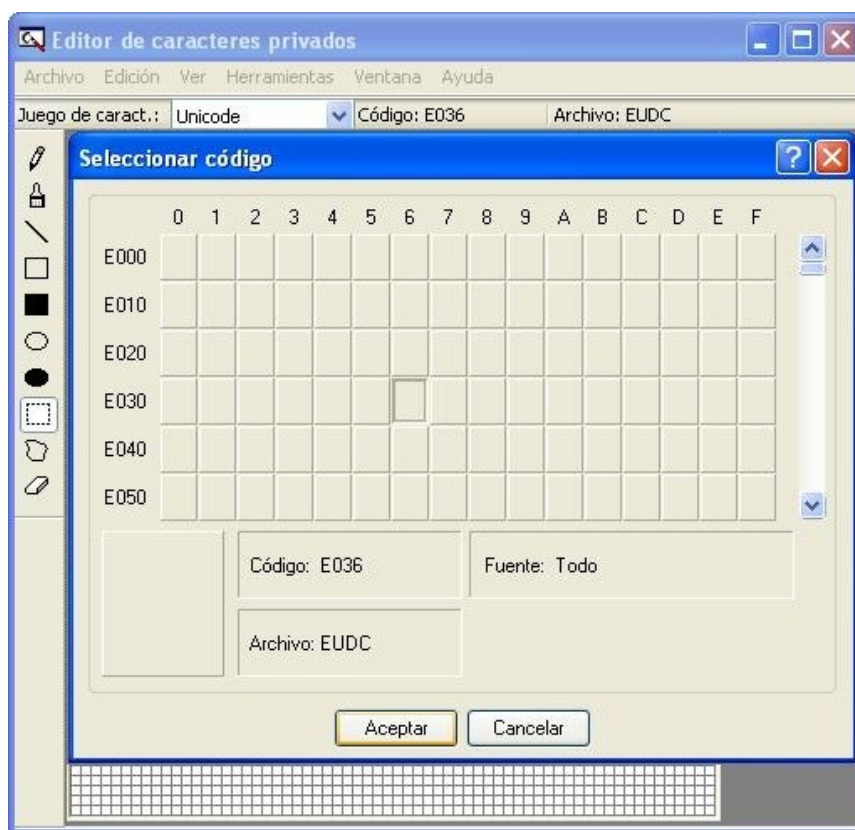 Editor de caracteres privados
Archivo Edición Ver Herramientas Ventana Ayuda
Juego de caract.: Unicode Código: E036 Archivo: EUDC
Seleccionar código
0 1 2 3 4 5 6 7 8 9 A B C D E F
E000
E010
E020
E030
E040
E050
Código: E036 Fuente: Todo
Archivo: EUDC
Aceptar Cancelar